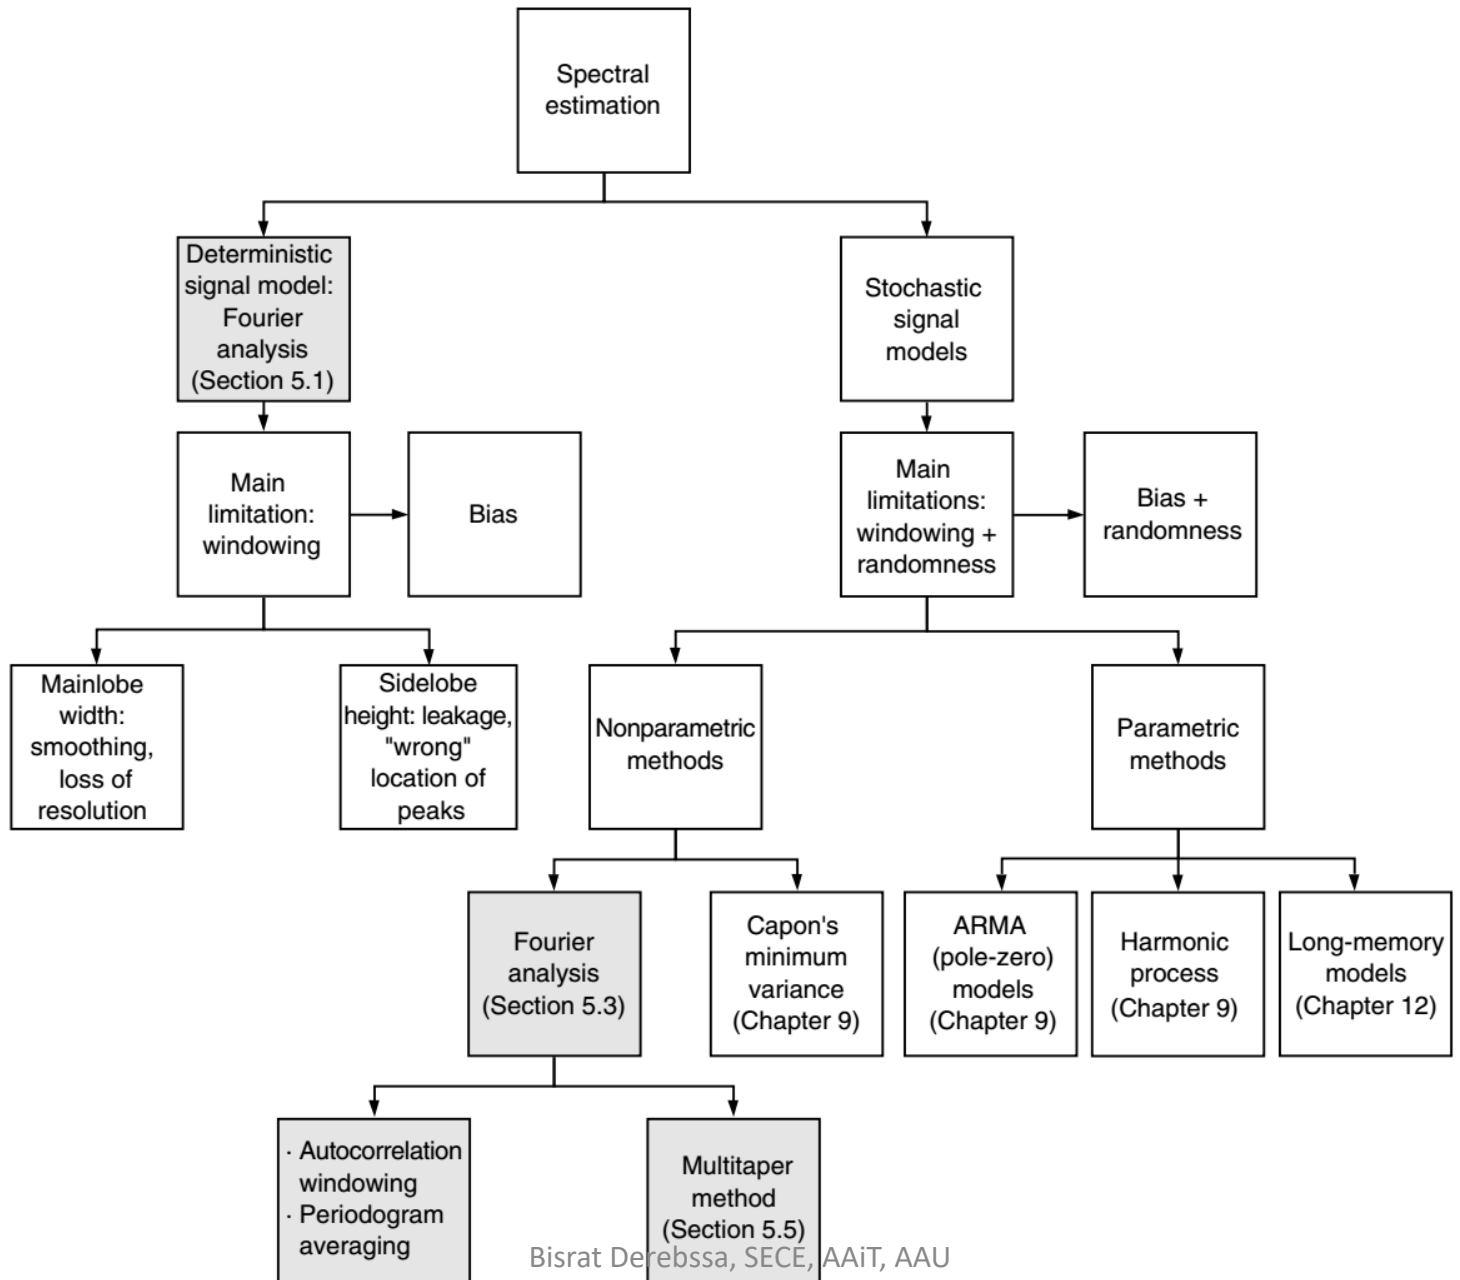 Spectral
estimation
Deterministic
signal model:
Fourier
analysis
(Section 5.1)
Stochastic
signal
models
Main
limitation:
windowing
Bias
Main
limitations:
windowing +
randomness
Bias +
randomness
Mainlobe
width:
smoothing,
loss of
resolution
Sidelobe
height: leakage,
"wrong"
location of
peaks
Nonparametric
methods
Parametric
methods
Fourier
analysis
(Section 5.3)
Capon's
minimum
variance
(Chapter 9)
ARMA
(pole-zero)
models
(Chapter 9)
Harmonic
process
(Chapter 9)
Long-memory
models
(Chapter 12)
· Autocorrelation
windowing
· Periodogram
averaging
Multitaper
method
(Section 5.5)
Bisrat Derebssa, SECE, AAiT, AAU